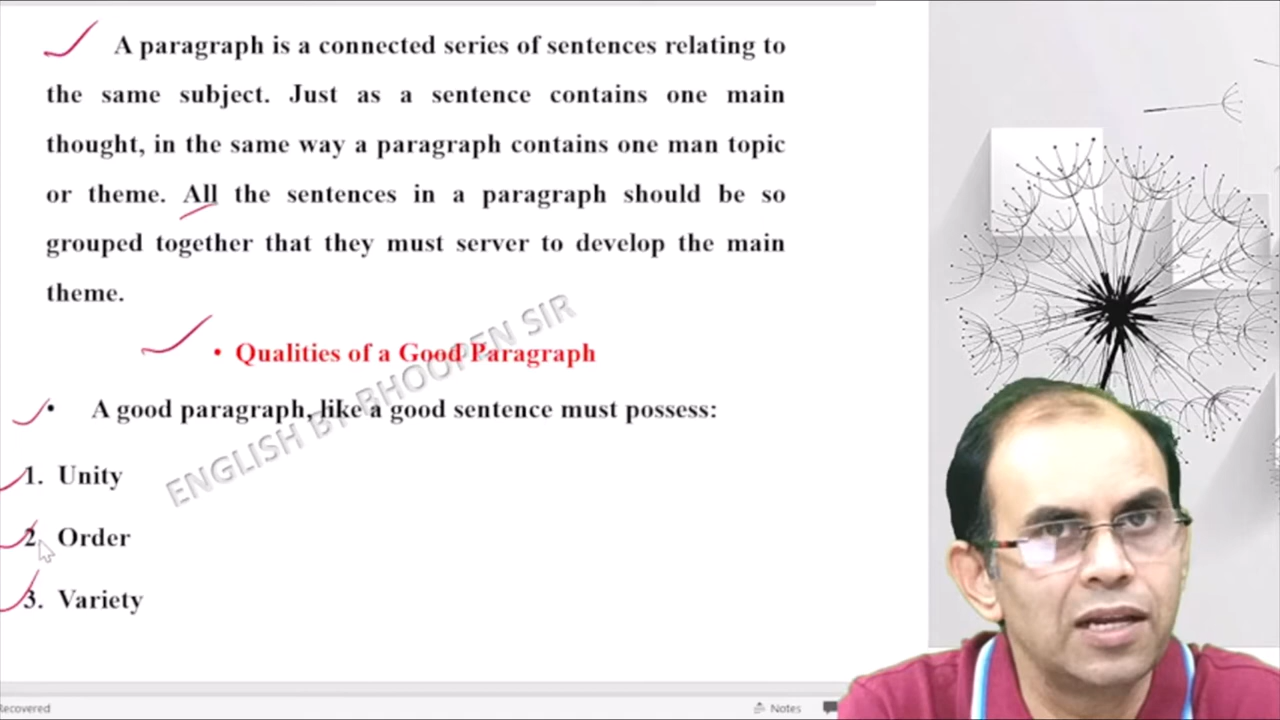 A paragraph is a connected series of sentences relating to
the same subject. Just as a sentence contains one main
thought, in the same way a paragraph contains one man topic
or theme. All the sentences in a paragraph should be so
grouped together that they must server to develop the main
theme.
• Qualities of a Good Paragraph
• A good paragraph, like a good sentence must possess:
ENGLISH BY BHOOPEN SIR
1. Unity
2. Order
3. Variety
Recovered
Notes